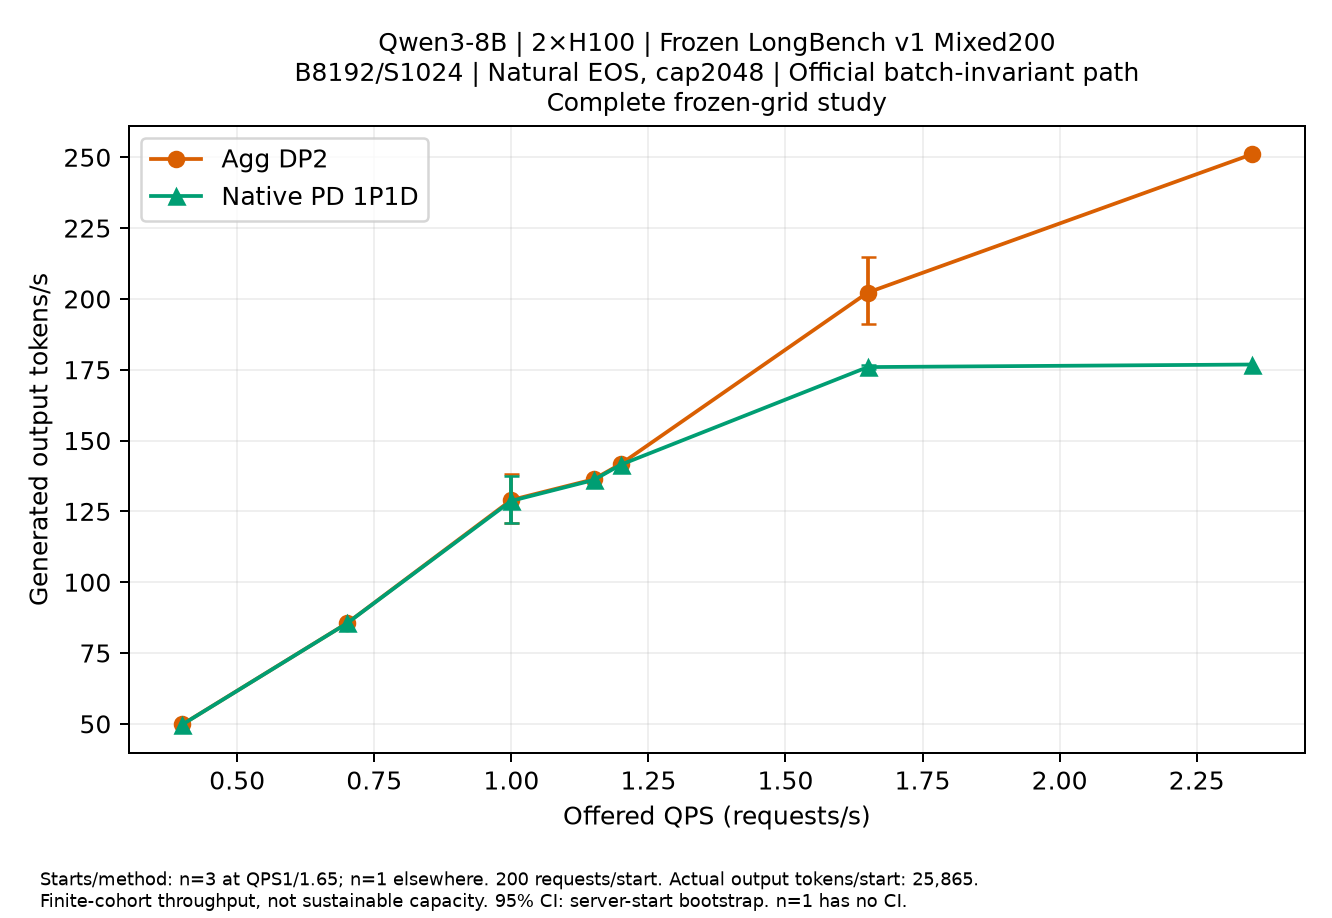 Qwen3-8B | 2×H100 | Frozen LongBench v1 Mixed200
B8192/S1024 | Natural EOS, cap2048 | Official batch-invariant path
Complete frozen-grid study
Agg DP2
Native PD 1P1D
Generated output tokens/s
250
225
200
175
150
125
100
75
50
0.50 0.75 1.00 1.25 1.50 1.75 2.00 2.25
Offered QPS (requests/s)
Starts/method: n=3 at QPS1/1.65; n=1 elsewhere. 200 requests/start. Actual output tokens/start: 25,865.
Finite-cohort throughput, not sustainable capacity. 95% CI: server-start bootstrap. n=1 has no CI.